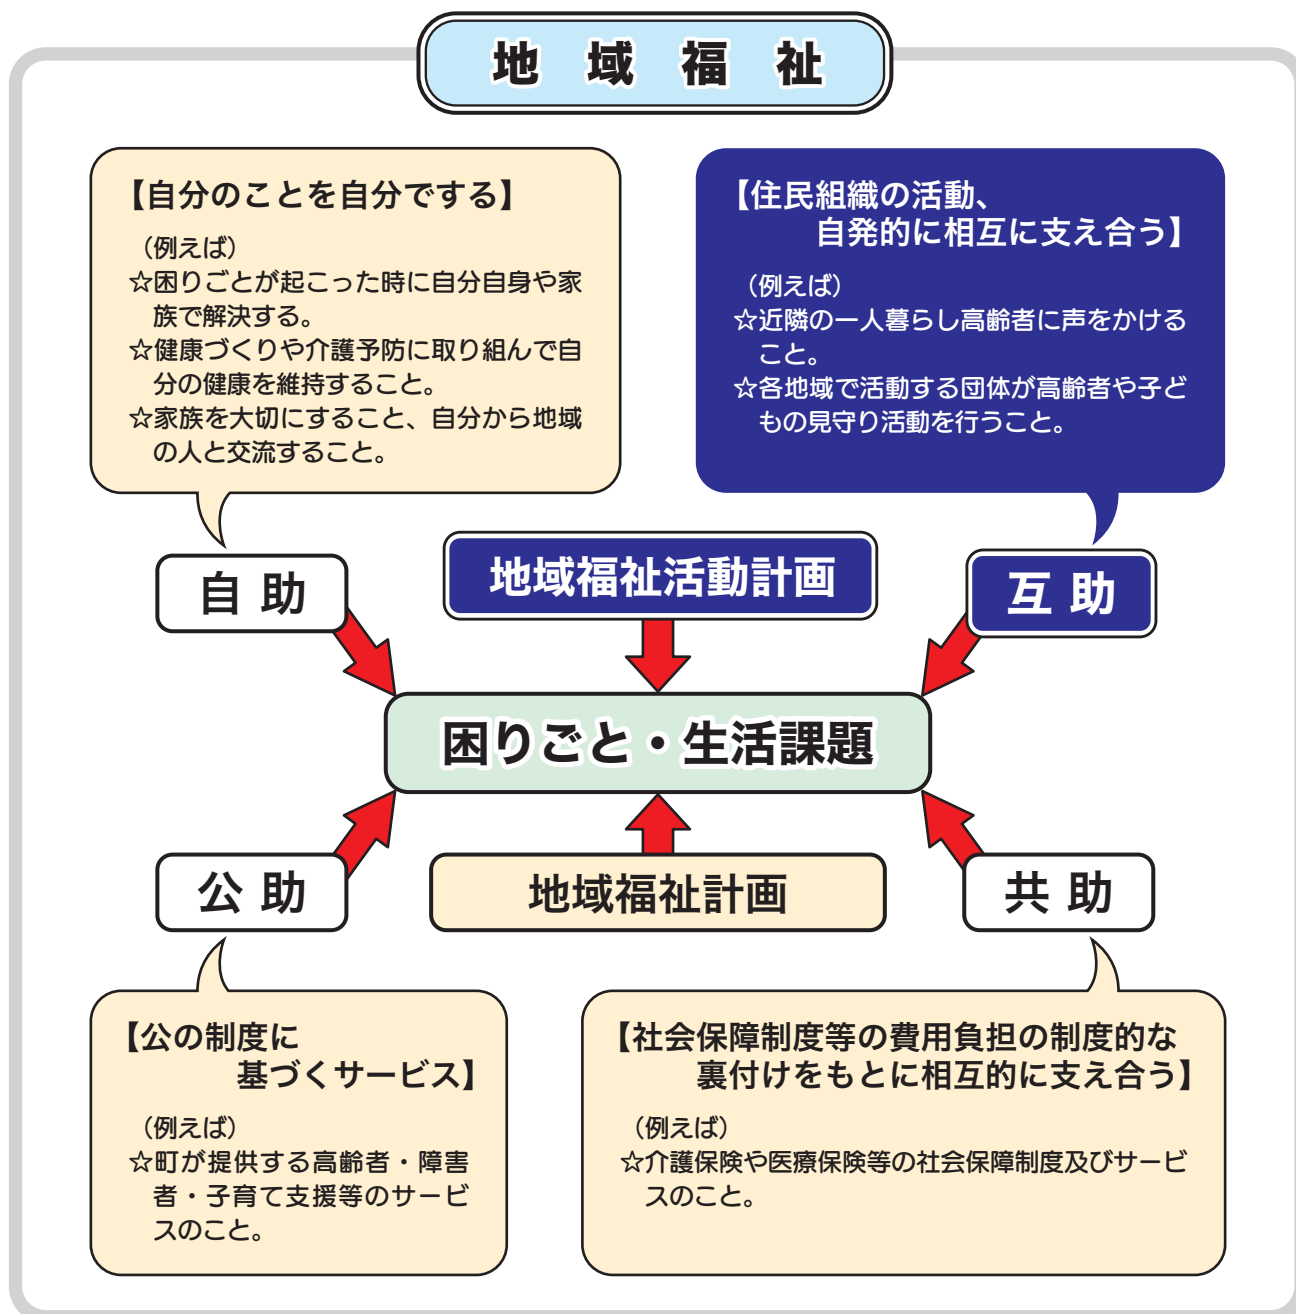 地 域 福 祉
【自分のことを自分でする】
（例えば）
☆困りごとが起こった時に自分自身や家
族で解決する。
☆健康づくりや介護予防に取り組んで自
分の健康を維持すること。
☆家族を大切にすること、自分から地域
の人と交流すること。
【住民組織の活動、
自発的に相互に支え合う】
（例えば）
☆近隣の一人暮らし高齢者に声をかける
こと。
☆各地域で活動する団体が高齢者や子ど
もの見守り活動を行うこと。
自 助
地域福祉活動計画
互 助
困りごと・生活課題
公 助
地域福祉計画
共 助
【公の制度に
基づくサービス】
（例えば）
☆町が提供する高齢者・障害
者・子育て支援等のサービ
スのこと。
【社会保障制度等の費用負担の制度的な
裏付けをもとに相互的に支え合う】
（例えば）
☆介護保険や医療保険等の社会保障制度及びサービ
スのこと。